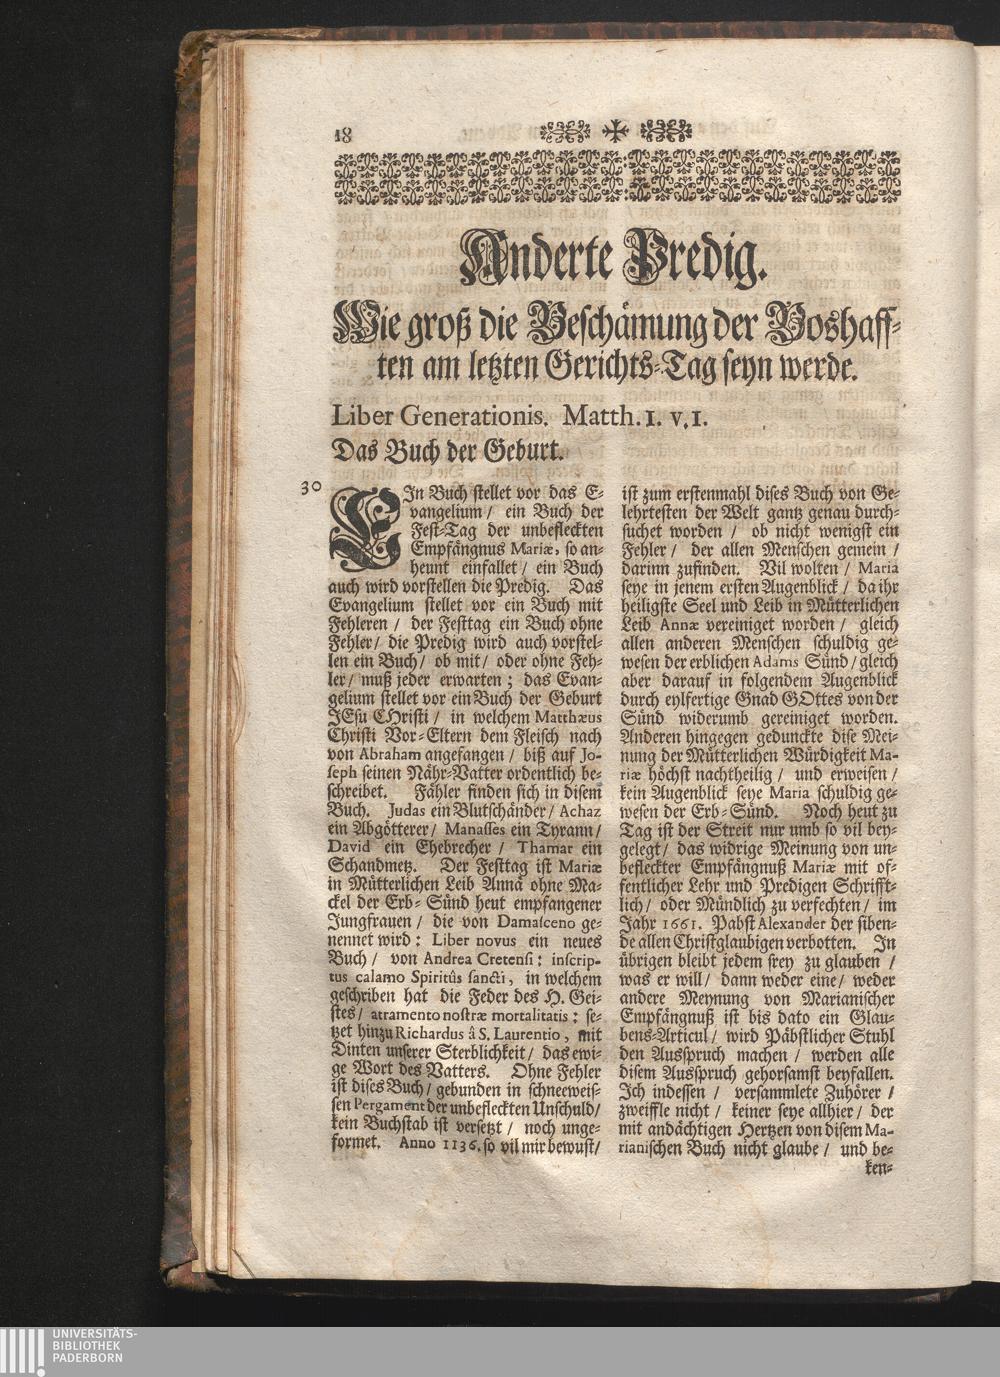 18
Anderte Predig.
Wie groß die Beschämung der Boshaff-
ten am letzten Gerichts-Tag seyn werde.
Liber Generationis. Matth. 1. v. 1.
Das Buch der Geburt.
30
EIn Buch stellet vor das E-
vangelium / ein Buch der
Fest-Tag der unbefleckten
Empfängnus Mariæ, so an-
heunt einfallet / ein Buch
auch wird vorstellen die Predig. Das
Evangelium stellet vor ein Buch mit
Fehleren / der Festtag ein Buch ohne
Fehler / die Predig wird auch vorstel-
len ein Buch / ob mit / oder ohne Feh-
ler / muß jeder erwarten ; das Evan-
gelium stellet vor ein Buch der Geburt
JEsu CHristi / in welchem Matthæus
Christi Vor-Eltern dem Fleisch nach
von Abraham angefangen / biß auf Jo-
seph seinen Nähr-Vatter ordentlich be-
schreibet. Fähler finden sich in disem
Buch. Judas ein Blutschänder / Achaz
ein Abgötterer / Manasses ein Tyrann /
David ein Ehebrecher / Thamar ein
Schandmetz. Der Festtag ist Mariæ
in Mütterlichen Leib Annâ ohne Ma-
ckel der Erb-Sünd heut empfangener
Jungfrauen / die von Damasceno ge-
nennet wird : Liber novus ein neues
Buch / von Andrea Cretensi : inscrip-
tus calamo Spiritûs sancti, in welchem
geschriben hat die Feder des H. Gei-
stes / atramento nostræ mortalitatis : se-
tzet hinzu Richardus â S. Laurentio, mit
Dinten unserer Sterblichkeit / das ewi-
ge Wort des Vatters. Ohne Fehler
ist dises Buch / gebunden in schneeweis-
sen Pergament der unbefleckten Unschuld /
kein Buchstab ist versetzt / noch unge-
formet. Anno 1136. so vil mir bewust /
ist zum erstenmahl dises Buch von Ge-
lehrtesten der Welt gantz genau durch-
suchet worden / ob nicht wenigst ein
Fehler / der allen Menschen gemein /
darinn zufinden. Vil wolten / Maria
seye in jenem ersten Augenblick / da ihr
heiligste Seel und Leib in Mütterlichen
Leib Annæ vereiniget worden / gleich
allen anderen Menschen schuldig ge-
wesen der erblichen Adams Sünd / gleich
aber darauf in folgendem Augenblick
durch eylfertige Gnad GOttes von der
Sünd widerumb gereiniget worden.
Anderen hingegen gedunckte dise Mei-
nung der Mütterlichen Würdigkeit Ma-
riæ höchst nachtheilig / und erweisen /
kein Augenblick seye Maria schuldig ge-
wesen der Erb-Sünd. Noch heut zu
Tag ist der Streit nur umb so vil bey-
gelegt / das widrige Meinung von un-
befleckter Empfängnuß Mariæ mit of-
fentlicher Lehr und Predigen Schrifft-
lich / oder Mündlich zu verfechten / im
Jahr 1661. Pabst Alexander der siben-
de allen Christglaubigen verbotten. In
übrigen bleibt jedem frey zu glauben /
was er will / dann weder eine / weder
andere Meynung von Marianischer
Empfängnuß ist bis dato ein Glau-
bens-Articul / wird Päbstlicher Stuhl
den Ausspruch machen / werden alle
disem Ausspruch gehorsamst beyfallen.
Ich indessen / versammlete Zuhörer /
zweiffle nicht / keiner seye allhier / der
mit andächtigen Hertzen von disem Ma-
rianischen Buch nicht glaube / und be-
ken-
UNIVERSITÄTS-
BIBLIOTHEK
PADERBORN